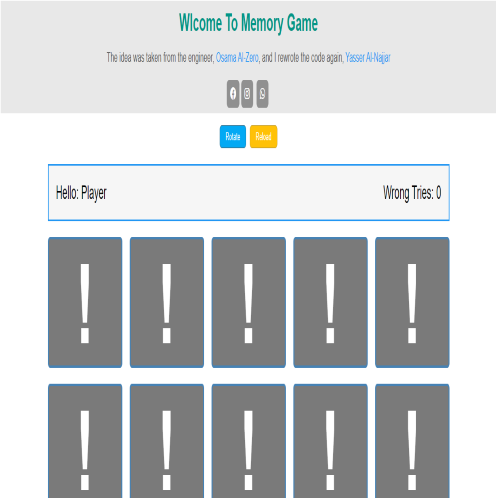 Wlcome To Memory Game
The idea was taken from the engineer, Osama Al-Zero, and I rewrote the code again, Yasser Al-Najjar
Rotate Reload
Hello: Player Wrong Tries: 0
! ! ! ! !
! ! ! ! !